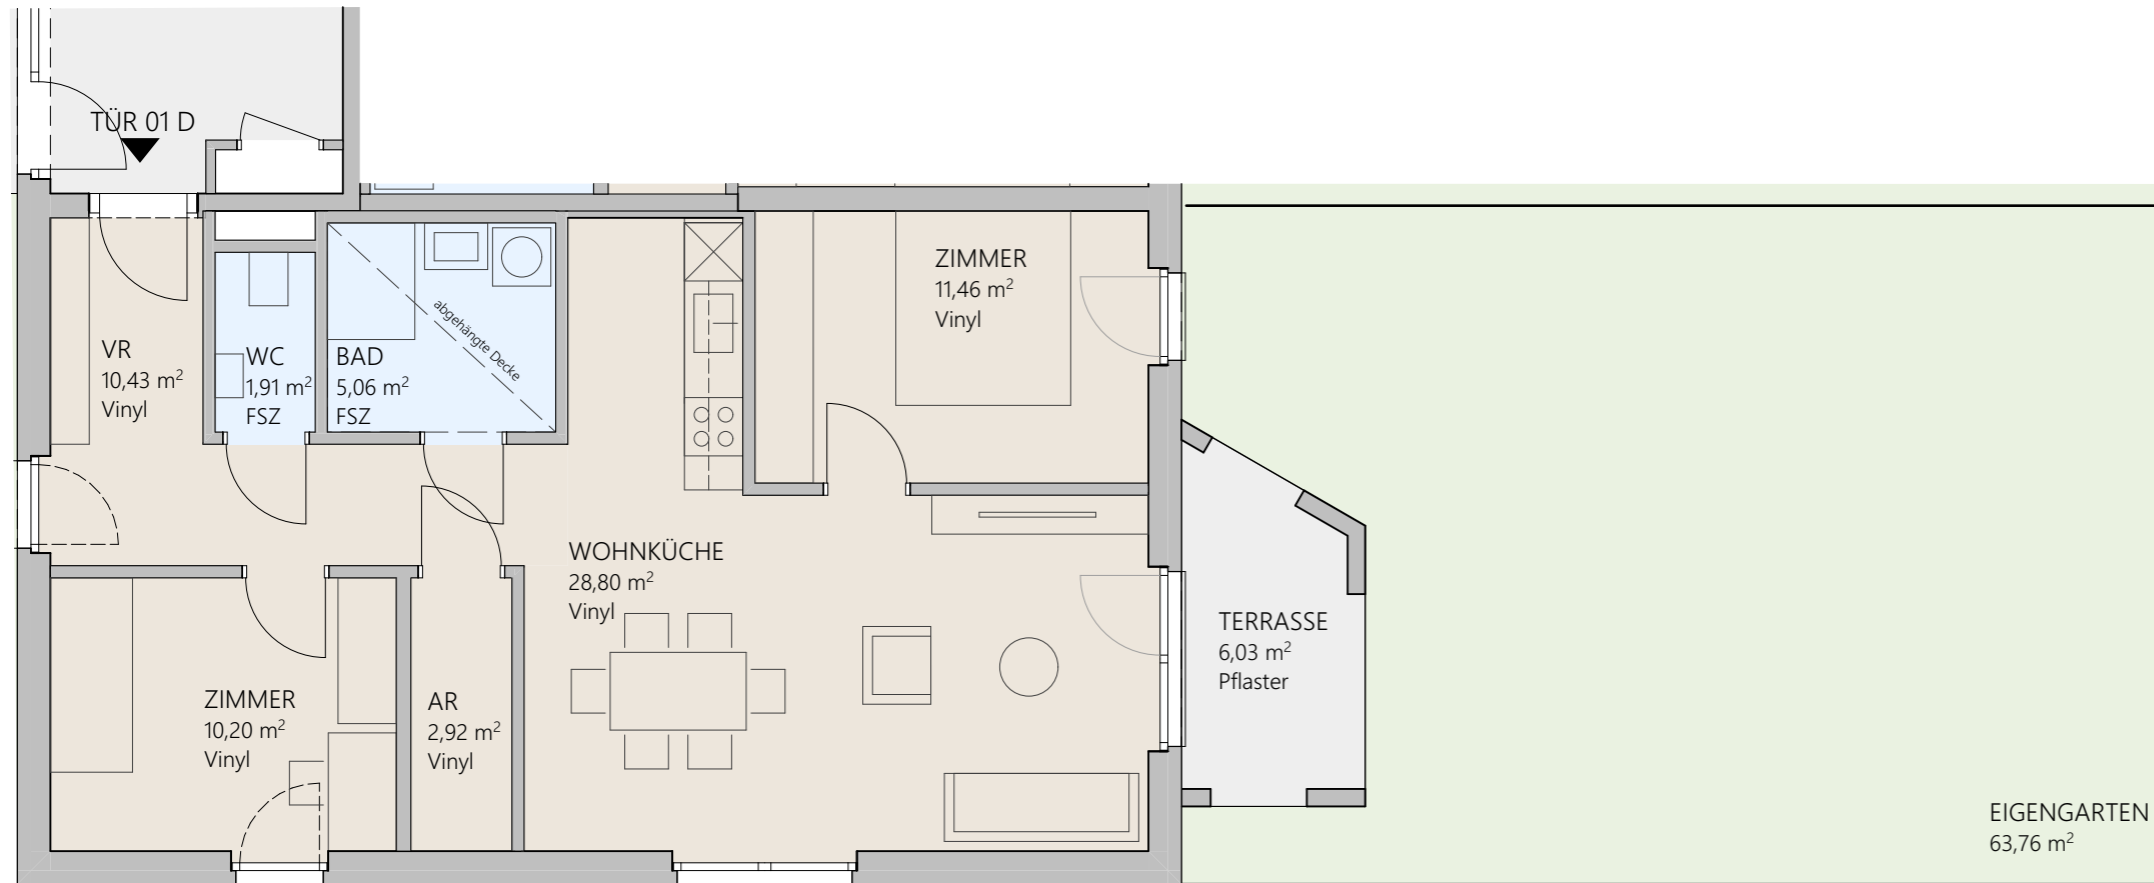 TÜR 01 D
ZIMMER
11,46 m²
Vinyl
VR
10,43 m²
Vinyl
WC
1,91 m²
FSZ
BAD
5,06 m²
FSZ
abgehängte Decke
WOHNKÜCHE
28,80 m²
Vinyl
TERRASSE
6,03 m²
Pflaster
ZIMMER
10,20 m²
Vinyl
AR
2,92 m²
Vinyl
EIGENGARTEN
63,76 m²